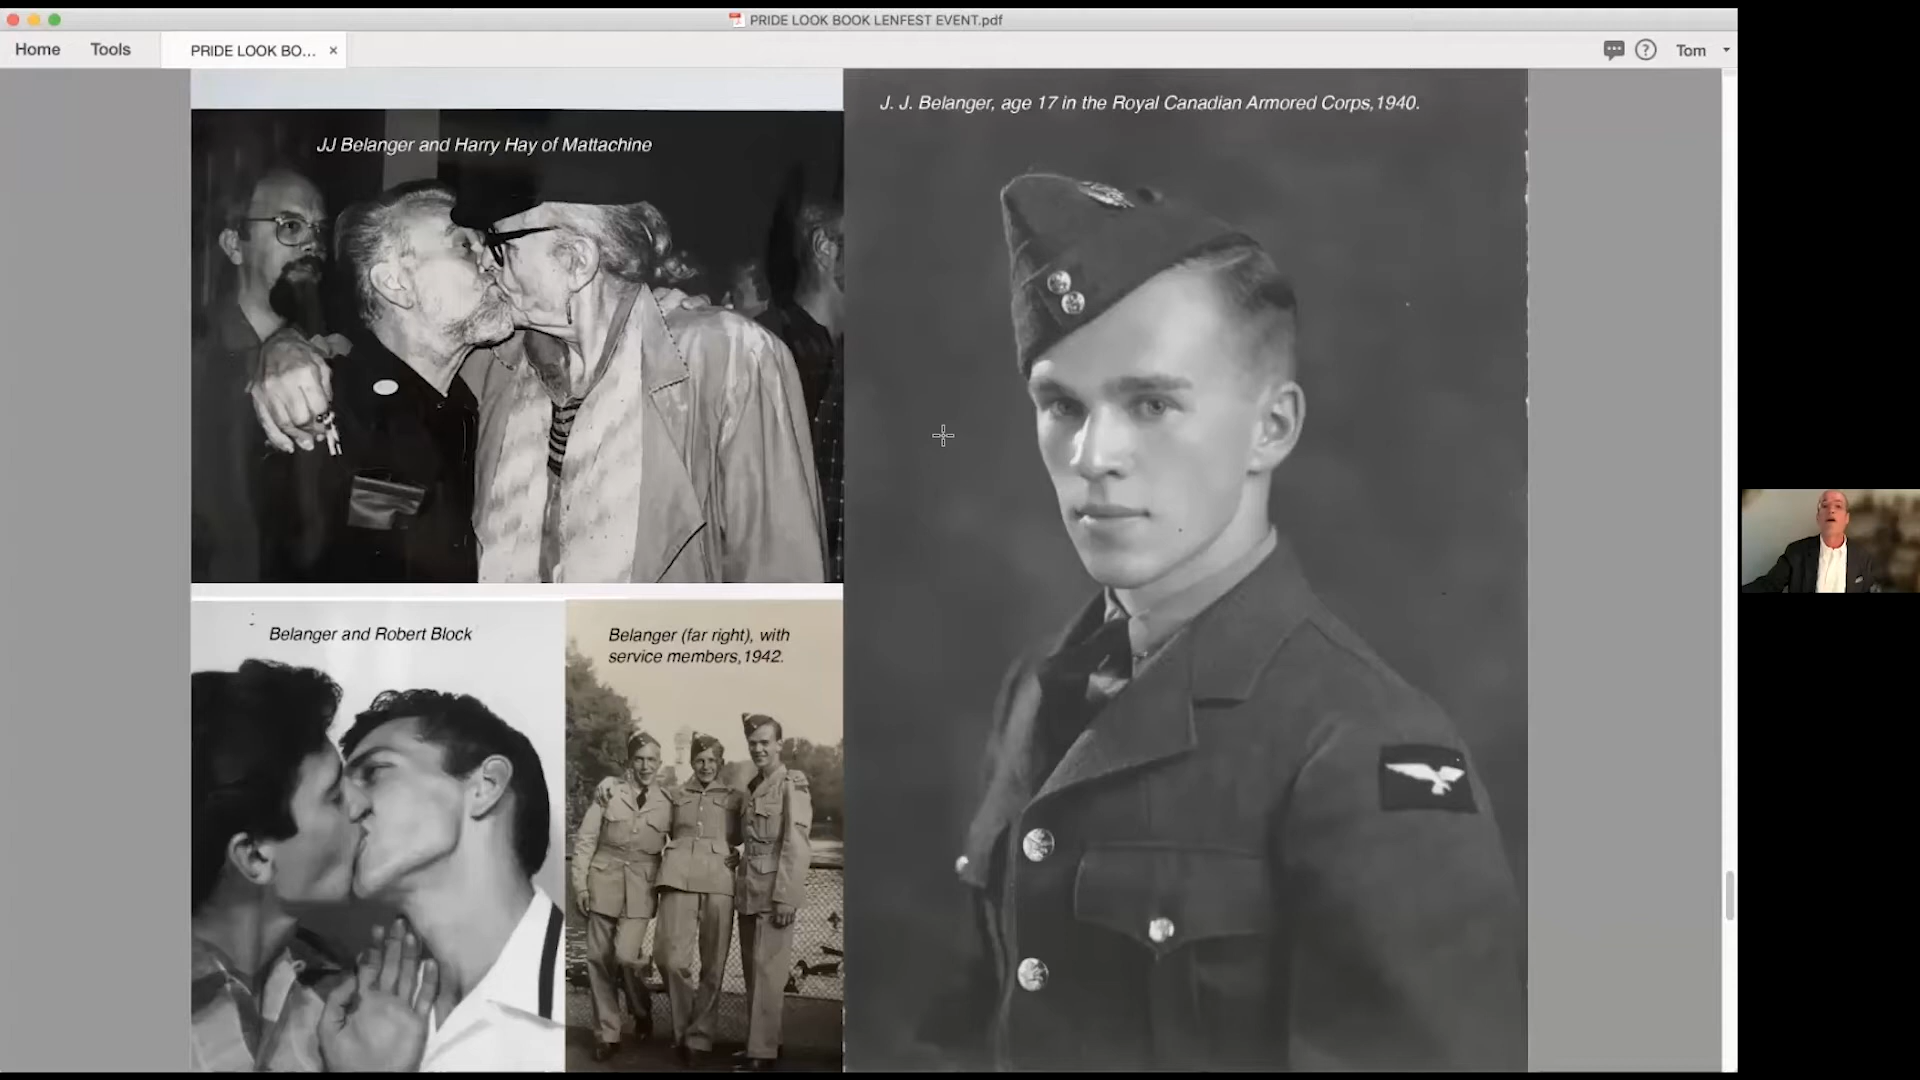 PRIDE LOOK BOOK LENFEST EVENT.pdf
Home Tools PRIDE LOOK BO... × ? Tom
J. J. Belanger, age 17 in the Royal Canadian Armored Corps,1940.
JJ Belanger and Harry Hay of Mattachine
Belanger and Robert Block
Belanger (far right), with
service members,1942.